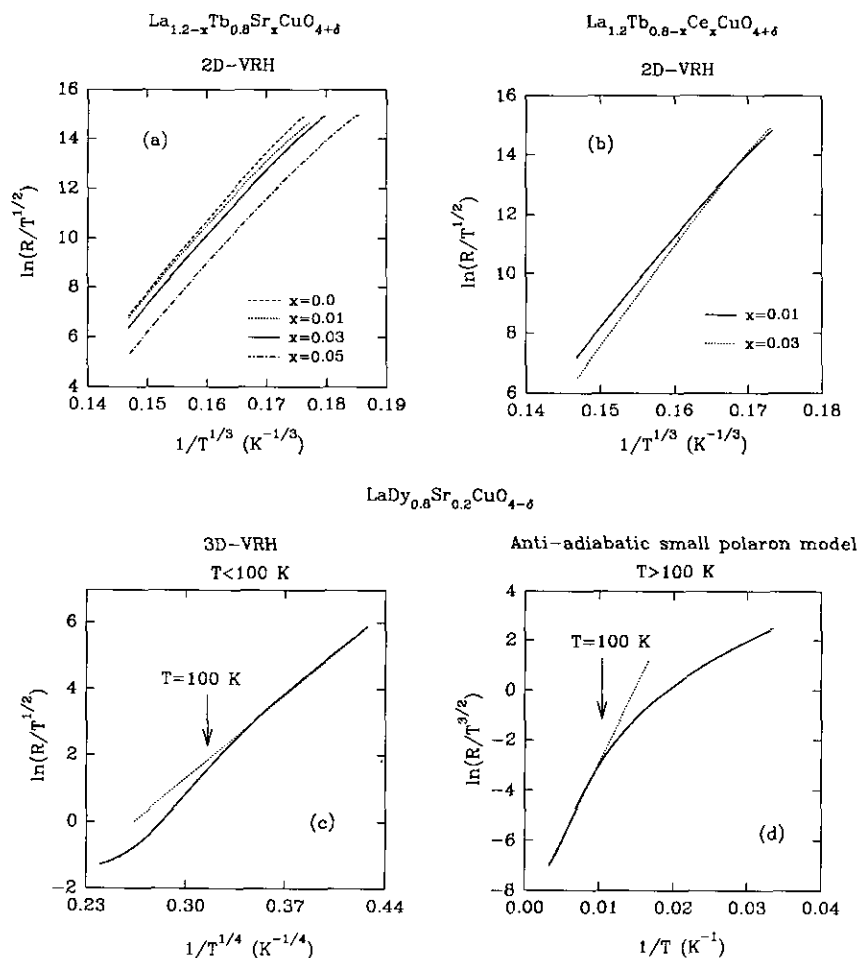 La1.2-xTb0.8SrxCuO4+δ
2D-VRH
(a)
ln(R/T^1/2)
16
14
12
10
8
6
4
x=0.0
x=0.01
x=0.03
x=0.05
0.14 0.15 0.16 0.17 0.18 0.19
1/T^1/3 (K^-1/3)
La1.2Tb0.8-xCexCuO4+δ
2D-VRH
(b)
ln(R/T^1/2)
16
14
12
10
8
6
x=0.01
x=0.03
0.14 0.15 0.16 0.17 0.18
1/T^1/3 (K^-1/3)
LaDy0.8Sr0.2CuO4-δ
3D-VRH
T<100 K
T=100 K
(c)
ln(R/T^1/2)
6
4
2
0
-2
0.23 0.30 0.37 0.44
1/T^1/4 (K^-1/4)
Anti-adiabatic small polaron model
T>100 K
T=100 K
(d)
ln(R/T^3/2)
4
2
0
-2
-4
-6
-8
0.00 0.01 0.02 0.03 0.04
1/T (K^-1)